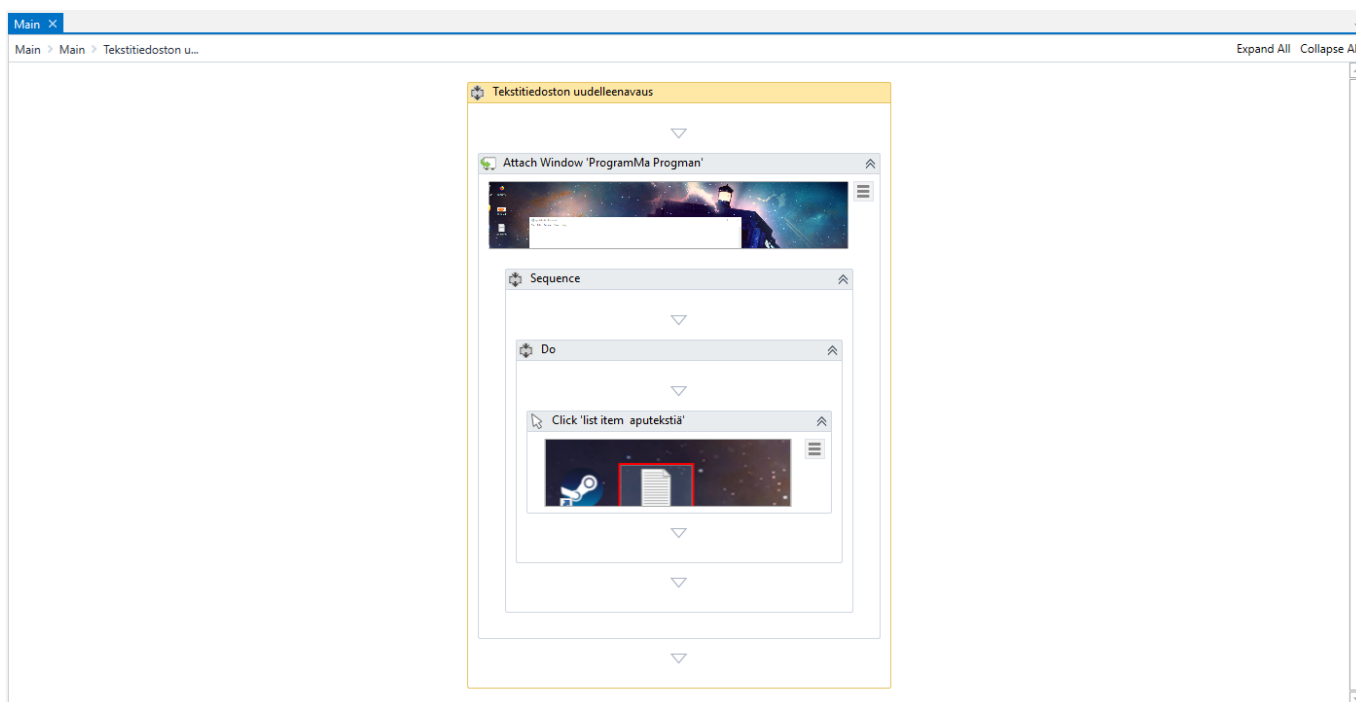 Main
Main > Main > Tekstitiedoston u...
Expand All Collapse Al
Tekstitiedoston uudelleenavaus
Attach Window 'ProgramMa Progman'
Sequence
Do
Click 'list item aputekstiä'